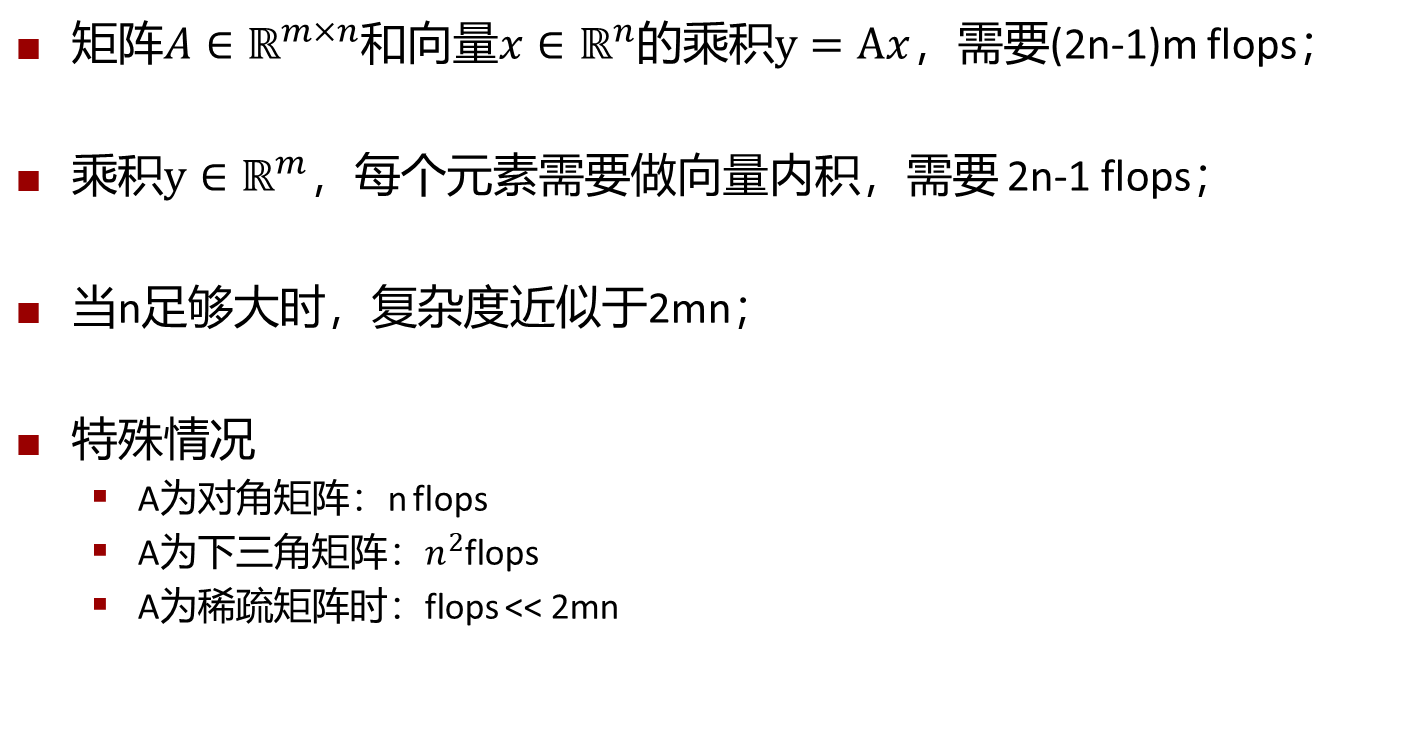 矩阵𝐴 ∈ ℝ^{𝑚×𝑛}和向量𝑥 ∈ ℝ^𝑛的乘积y = A𝑥，需要(2n-1)m flops；
乘积y ∈ ℝ^𝑚，每个元素需要做向量内积，需要 2n-1 flops；
当n足够大时，复杂度近似于2mn；
特殊情况
A为对角矩阵：n flops
A为下三角矩阵：𝑛²flops
A为稀疏矩阵时：flops << 2mn